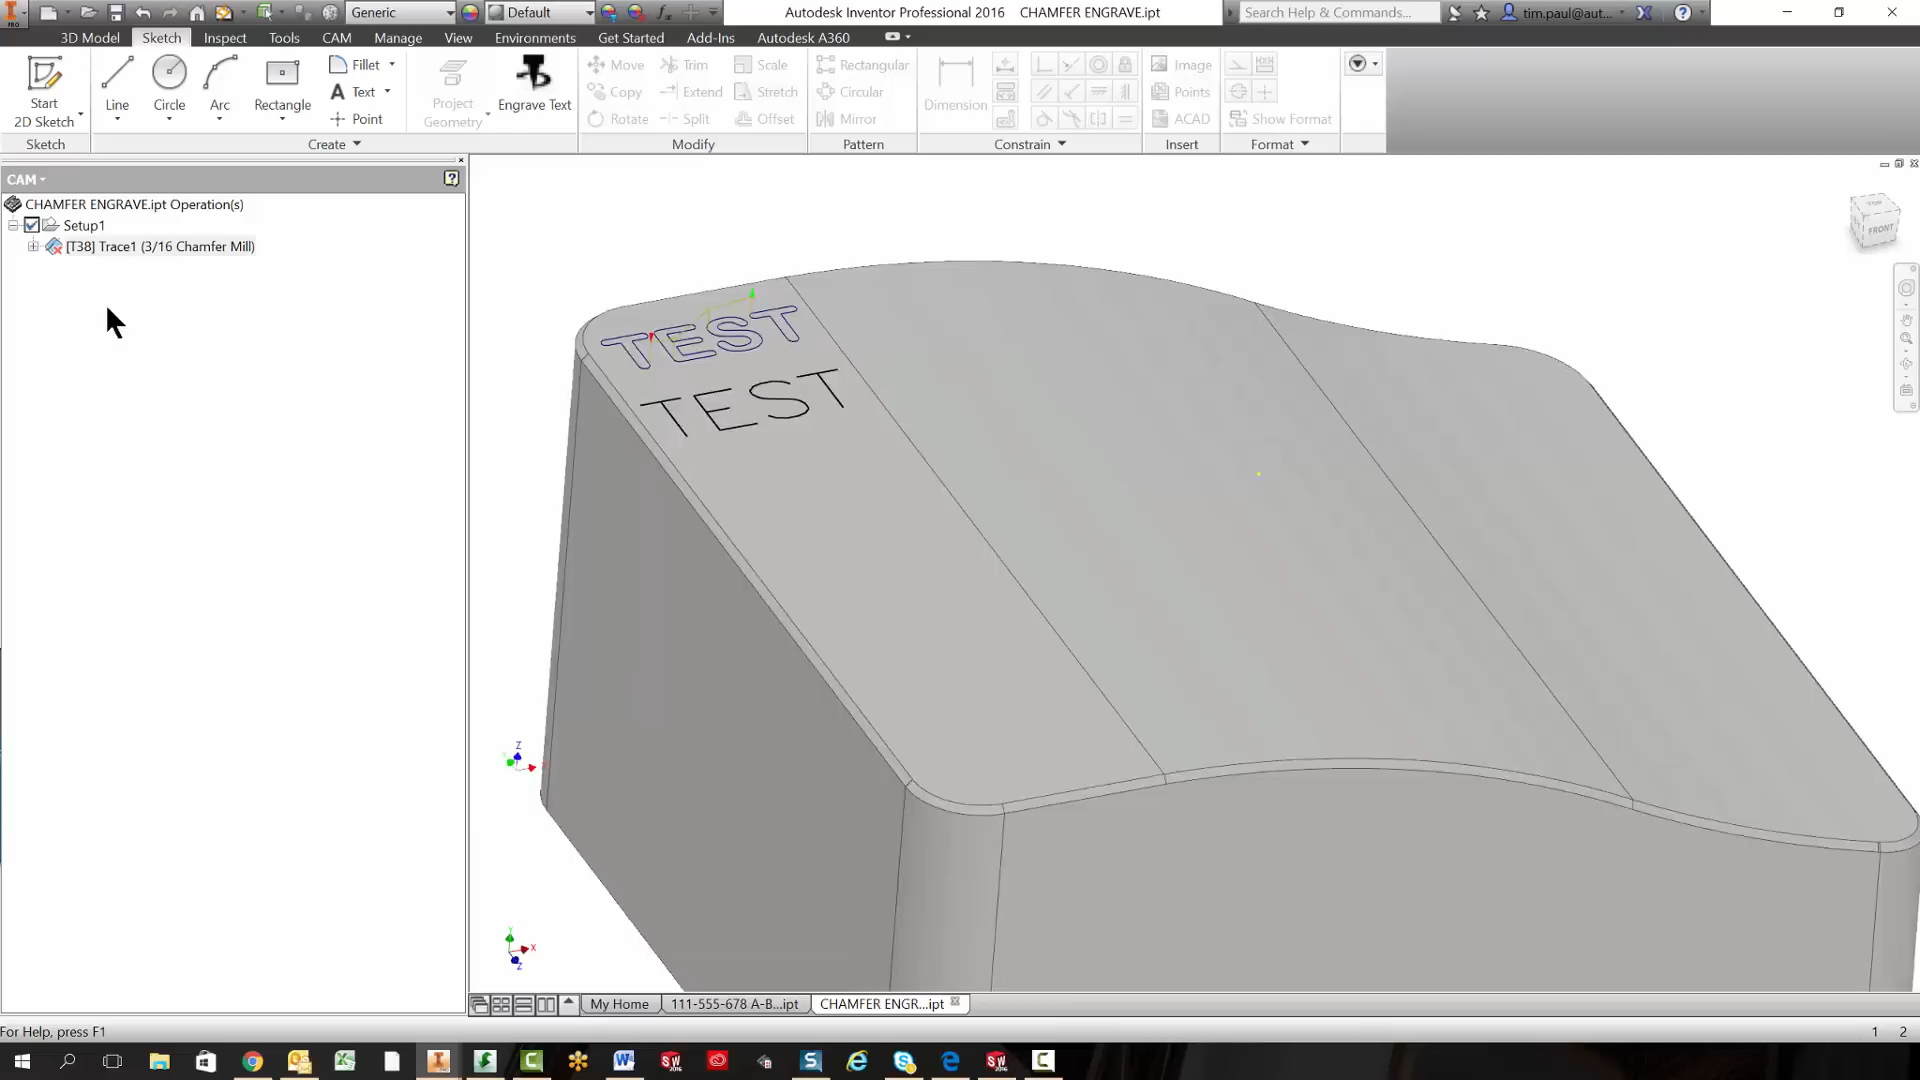 PRO Generic Default Autodesk Inventor Professional 2016 CHAMFER ENGRAVE.ipt Search Help & Commands... tim.paul@aut...
3D Model Sketch Inspect Tools CAM Manage View Environments Get Started Add-Ins Autodesk A360
Start
2D Sketch
Line Circle Arc Rectangle
Fillet
Text
Point
Project
Geometry
Engrave Text
Move Trim Scale
Copy Extend Stretch
Rotate Split Offset
Rectangular
Circular
Mirror
Dimension
Image
Points
ACAD
Show Format
Sketch Create Modify Pattern Constrain Insert Format
CAM
CHAMFER ENGRAVE.ipt Operation(s)
Setup1
[T38] Trace1 (3/16 Chamfer Mill)
TOP
FRONT
TEST
TEST
Z
Y
X
Z
My Home 111-555-678 A-B...ipt CHAMFER ENGR...ipt
For Help, press F1 1 2